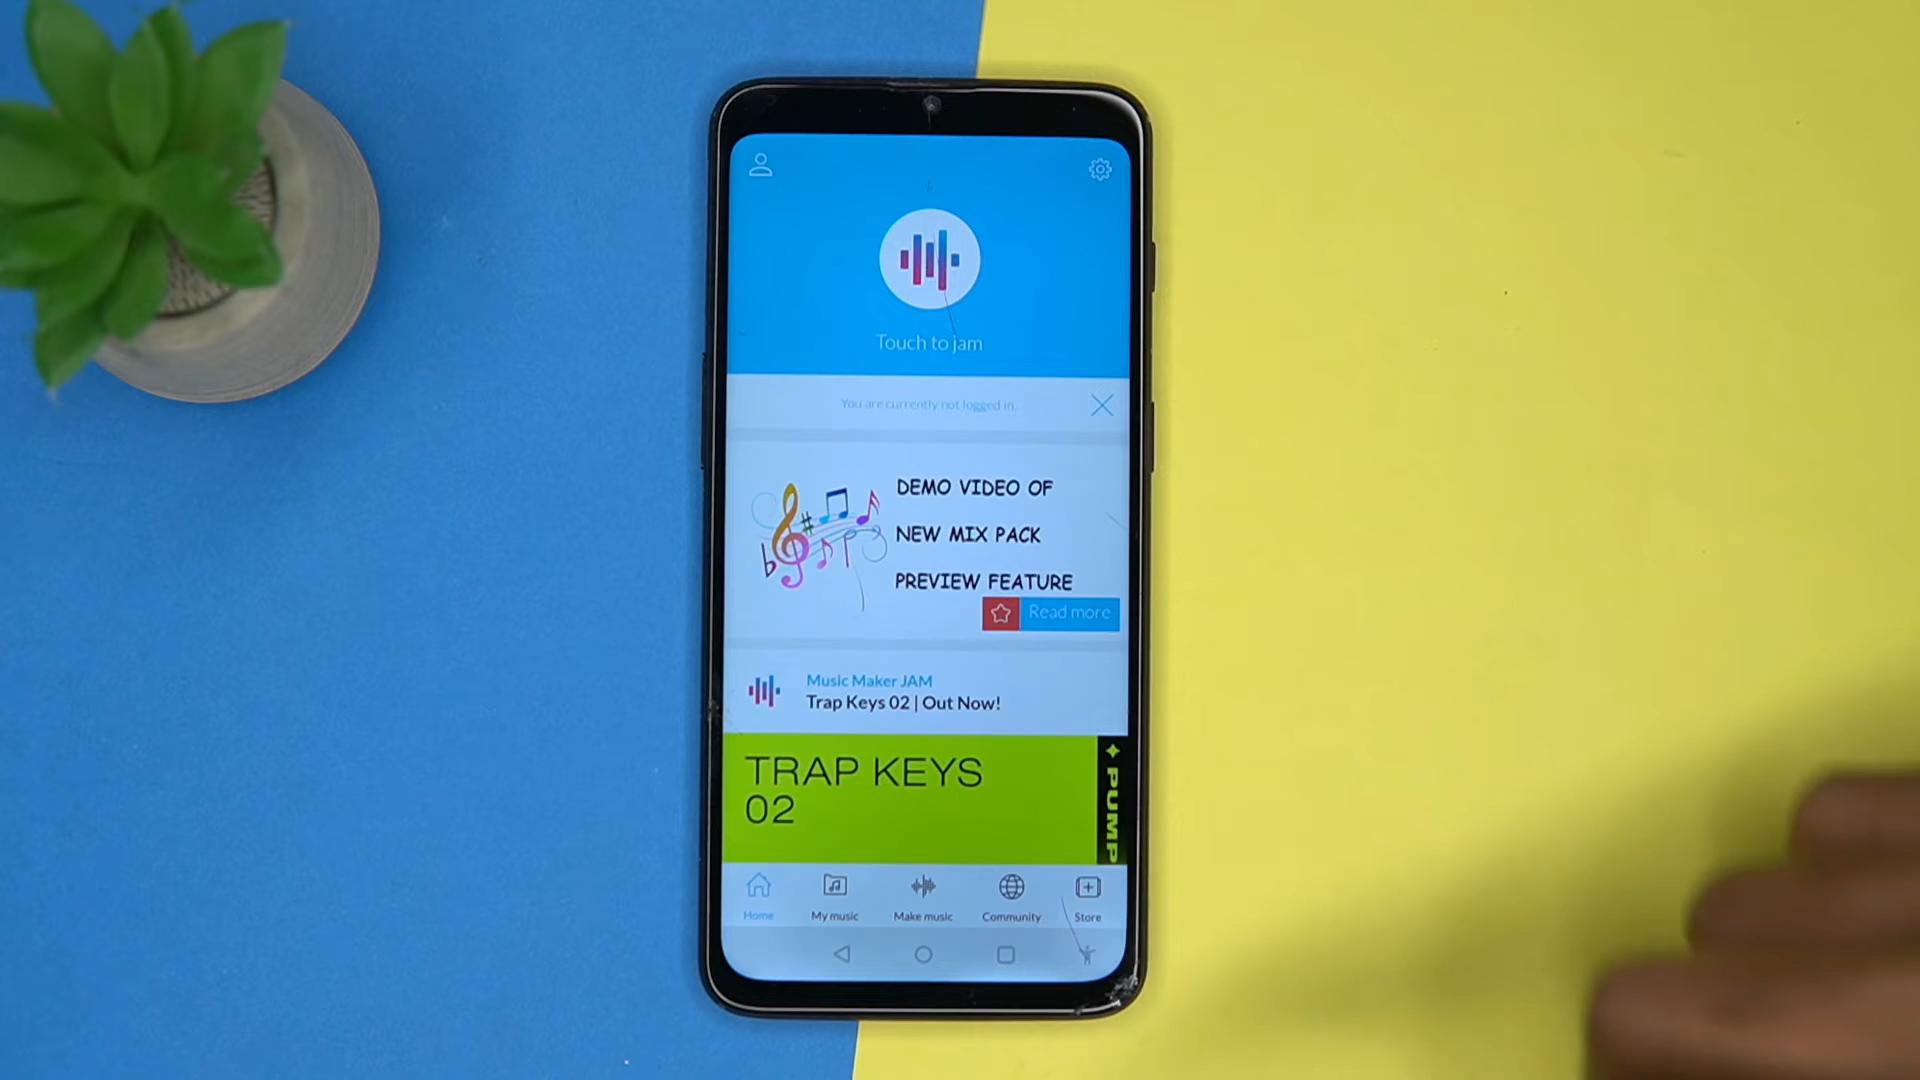 Touch to jam
You are currently not logged in.
DEMO VIDEO OF
NEW MIX PACK
PREVIEW FEATURE
Read more
Music Maker JAM
Trap Keys 02 | Out Now!
TRAP KEYS
02
PUMP
Home
My music
Make music
Community
Store